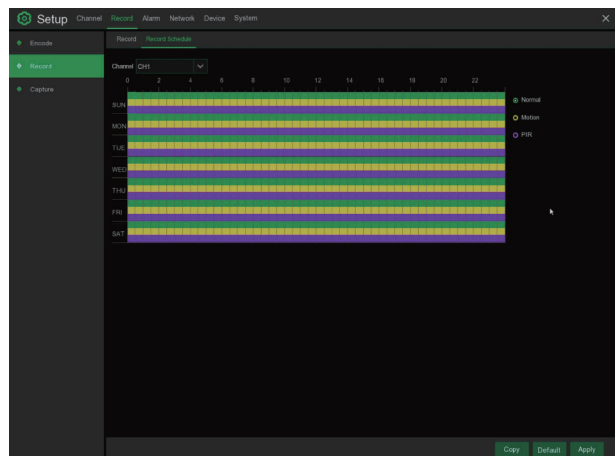 Setup Channel Record Alarm Network Device System
Encode
Record
Capture
Record Record Schedule
Channel CH1
0 2 4 6 8 10 12 14 16 18 20 22
SUN
MON
TUE
WED
THU
FRI
SAT
Normal
Motion
PIR
Copy Default Apply